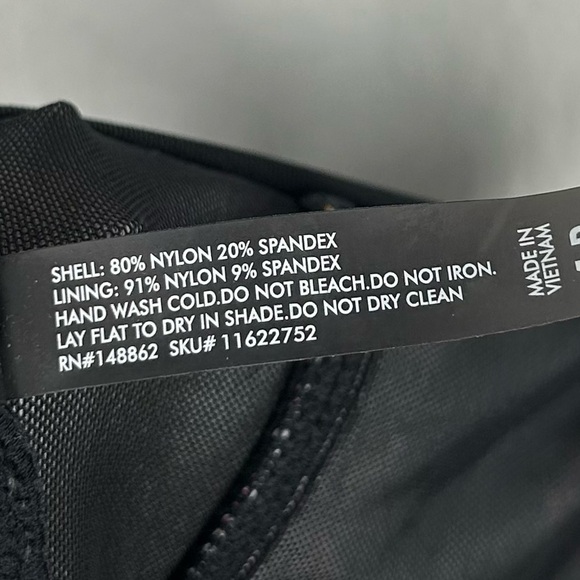 SHELL: 80% NYLON 20% SPANDEX
LINING: 91% NYLON 9% SPANDEX
HAND WASH COLD.DO NOT BLEACH.DO NOT IRON.
LAY FLAT TO DRY IN SHADE.DO NOT DRY CLEAN
RN#148862 SKU# 11622752
MADE IN
VIETNAM